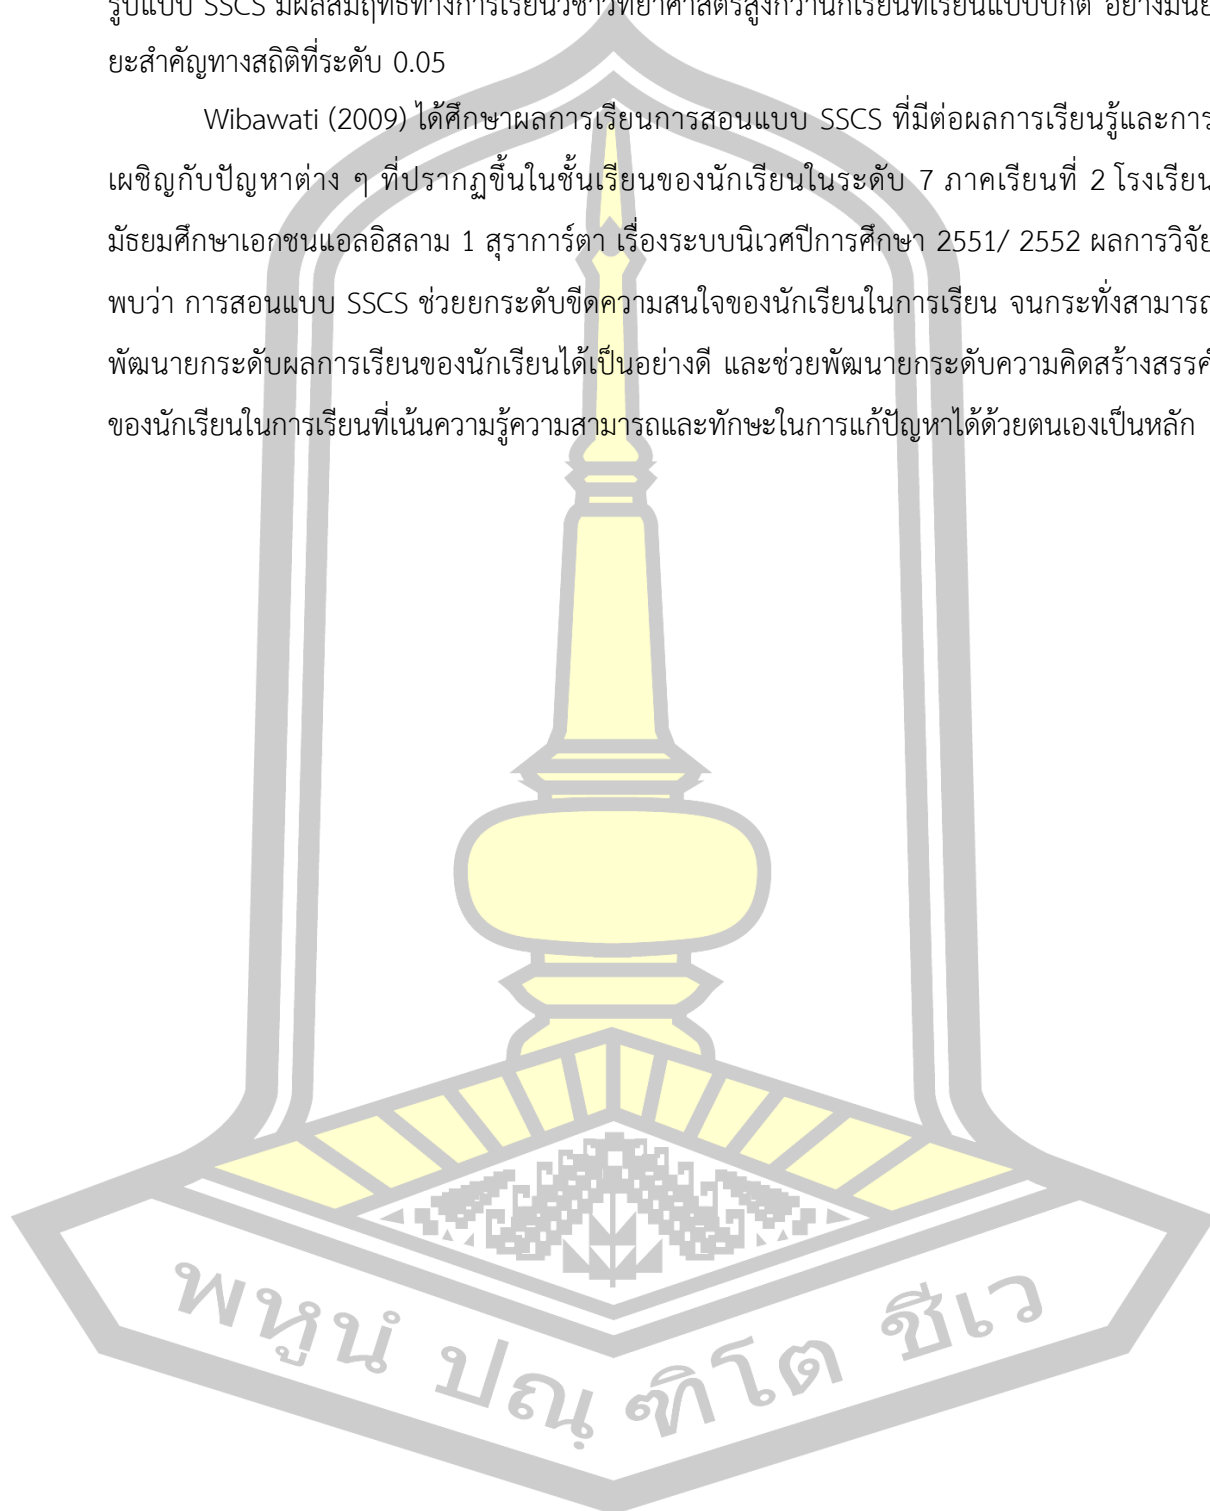 รูปแบบ SSCS มีผลสัมฤทธิ์ทางการเรียนวิชาวิทยาศาสตร์สูงกว่านักเรียนที่เรียนแบบปกติ อย่างมีนัย
ยะสำคัญทางสถิติที่ระดับ 0.05
Wibawati (2009) ได้ศึกษาผลการเรียนการสอนแบบ SSCS ที่มีต่อผลการเรียนรู้และการ
เผชิญกับปัญหาต่าง ๆ ที่ปรากฏขึ้นในชั้นเรียนของนักเรียนในระดับ 7 ภาคเรียนที่ 2 โรงเรียน
มัธยมศึกษาเอกชนแอลอิสลาม 1 สุราการ์ตา เรื่องระบบนิเวศปีการศึกษา 2551/ 2552 ผลการวิจัย
พบว่า การสอนแบบ SSCS ช่วยยกระดับขีดความสนใจของนักเรียนในการเรียน จนกระทั่งสามารถ
พัฒนายกระดับผลการเรียนของนักเรียนได้เป็นอย่างดี และช่วยพัฒนายกระดับความคิดสร้างสรรค์
ของนักเรียนในการเรียนที่เน้นความรู้ความสามารถและทักษะในการแก้ปัญหาได้ด้วยตนเองเป็นหลัก
พหูนํ ปณฺฑิโต ชีเว